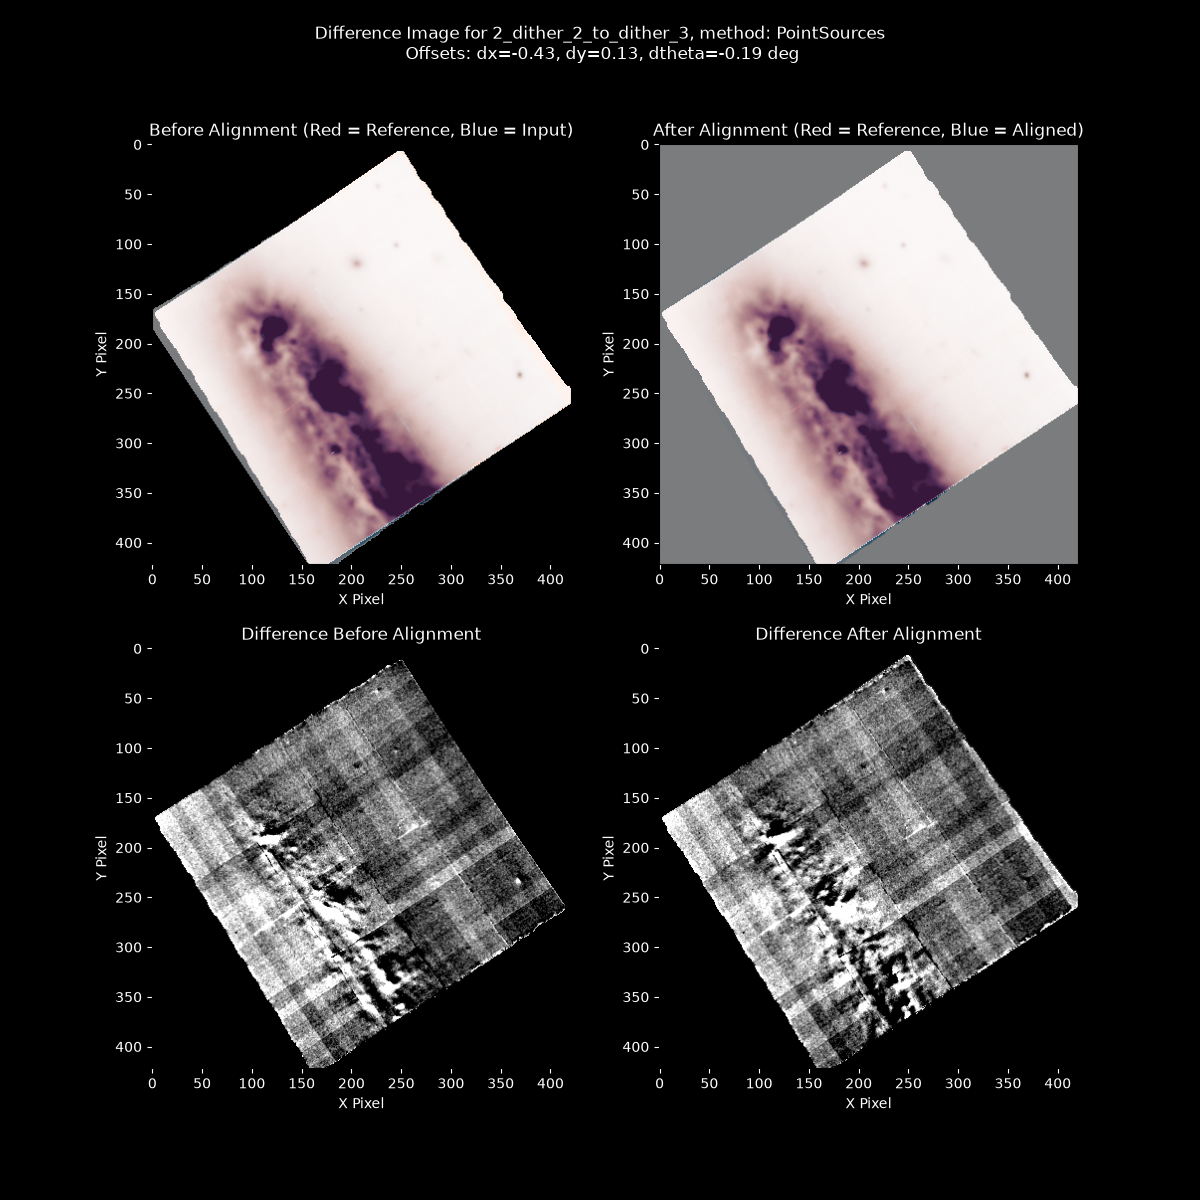 Difference Image for 2_dither_2_to_dither_3, method: PointSources
Offsets: dx=-0.43, dy=0.13, dtheta=-0.19 deg
Before Alignment (Red = Reference, Blue = Input)
0
50
100
150
200
250
300
350
400
Y Pixel
0 50 100 150 200 250 300 350 400
X Pixel
After Alignment (Red = Reference, Blue = Aligned)
0
50
100
150
200
250
300
350
400
Y Pixel
0 50 100 150 200 250 300 350 400
X Pixel
Difference Before Alignment
0
50
100
150
200
250
300
350
400
Y Pixel
0 50 100 150 200 250 300 350 400
X Pixel
Difference After Alignment
0
50
100
150
200
250
300
350
400
Y Pixel
0 50 100 150 200 250 300 350 400
X Pixel